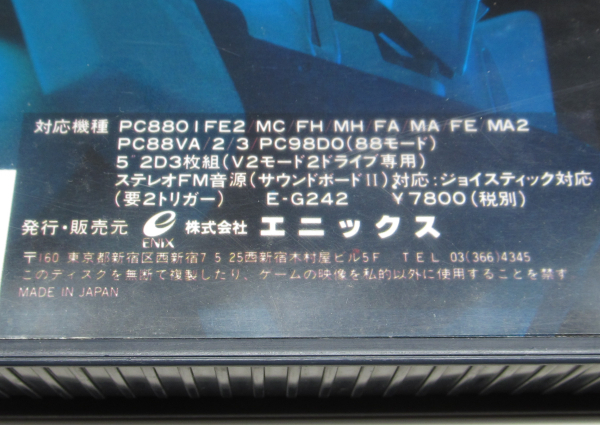 対応機種 PC8801FE2/MC/FH/MH/FA/MA/FE/MA2
PC88VA/2/3/PC98DO(88モード)
5"2D3枚組(V2モード2ドライブ専用)
ステレオFM音源(サウンドボードII)対応:ジョイスティック対応
(要2トリガー) E-G242 ¥7800(税別)
発行・販売元 ENIX 株式会社 エニックス
〒160 東京都新宿区西新宿7 5 25西新宿木村屋ビル5F TEL 03(366)4345
このディスクを無断で複製したり、ゲームの映像を私的以外に使用することを禁ず。
MADE IN JAPAN